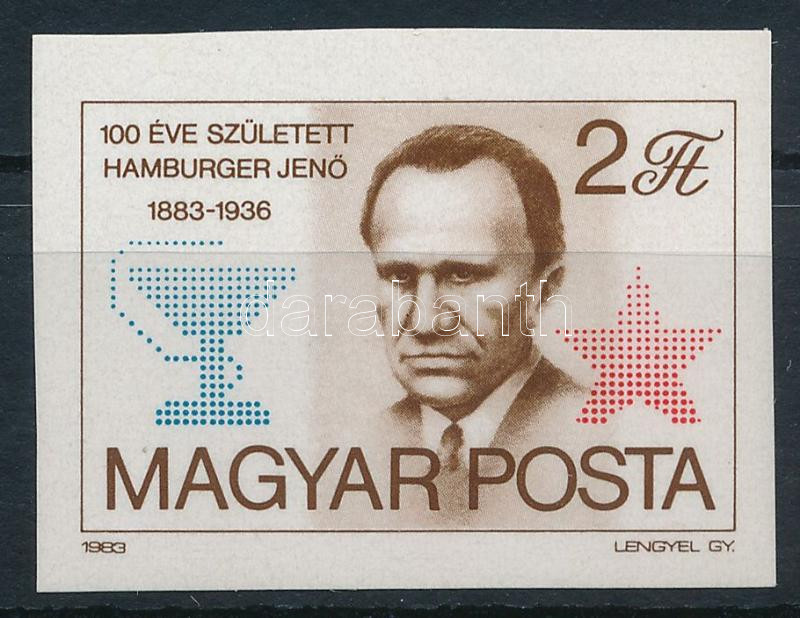 100 ÉVE SZÜLETETT
HAMBURGER JENŐ
1883-1936
2 Ft
darabanth
MAGYAR POSTA
1983
LENGYEL GY.